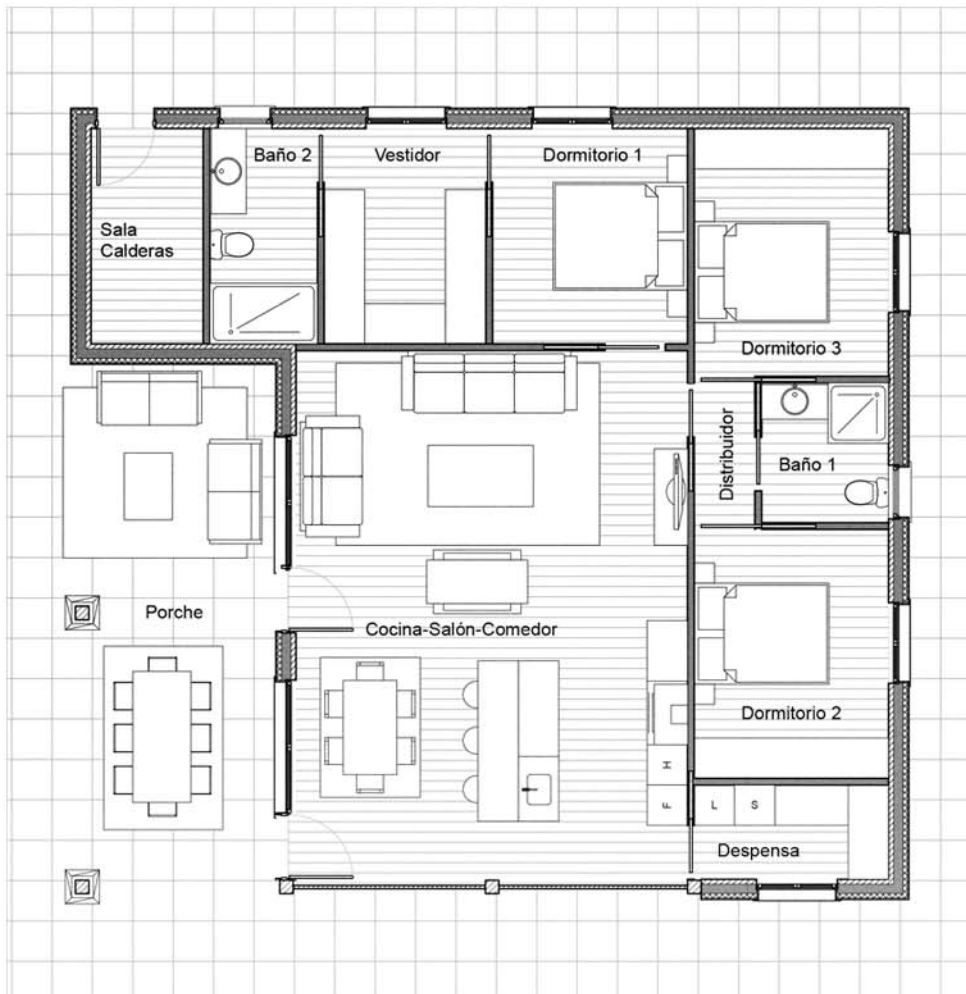 Baño 2
Vestidor
Dormitorio 1
Sala
Calderas
Dormitorio 3
Distribuidor
Baño 1
Porche
Cocina-Salón-Comedor
Dormitorio 2
H
F
L
S
Despensa